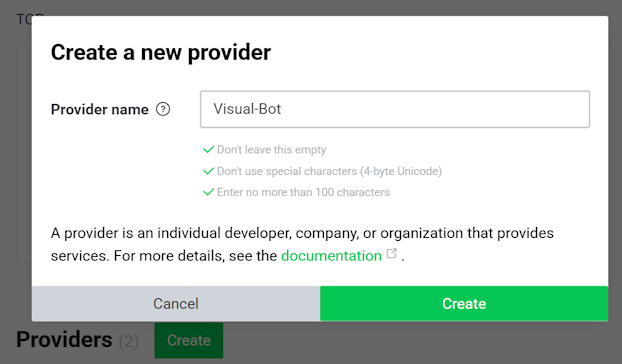 Create a new provider
Provider name ?
Visual-Bot
Don't leave this empty
Don't use special characters (4-byte Unicode)
Enter no more than 100 characters
A provider is an individual developer, company, or organization that provides
services. For more details, see the documentation .
Cancel Create
Providers (2) Create